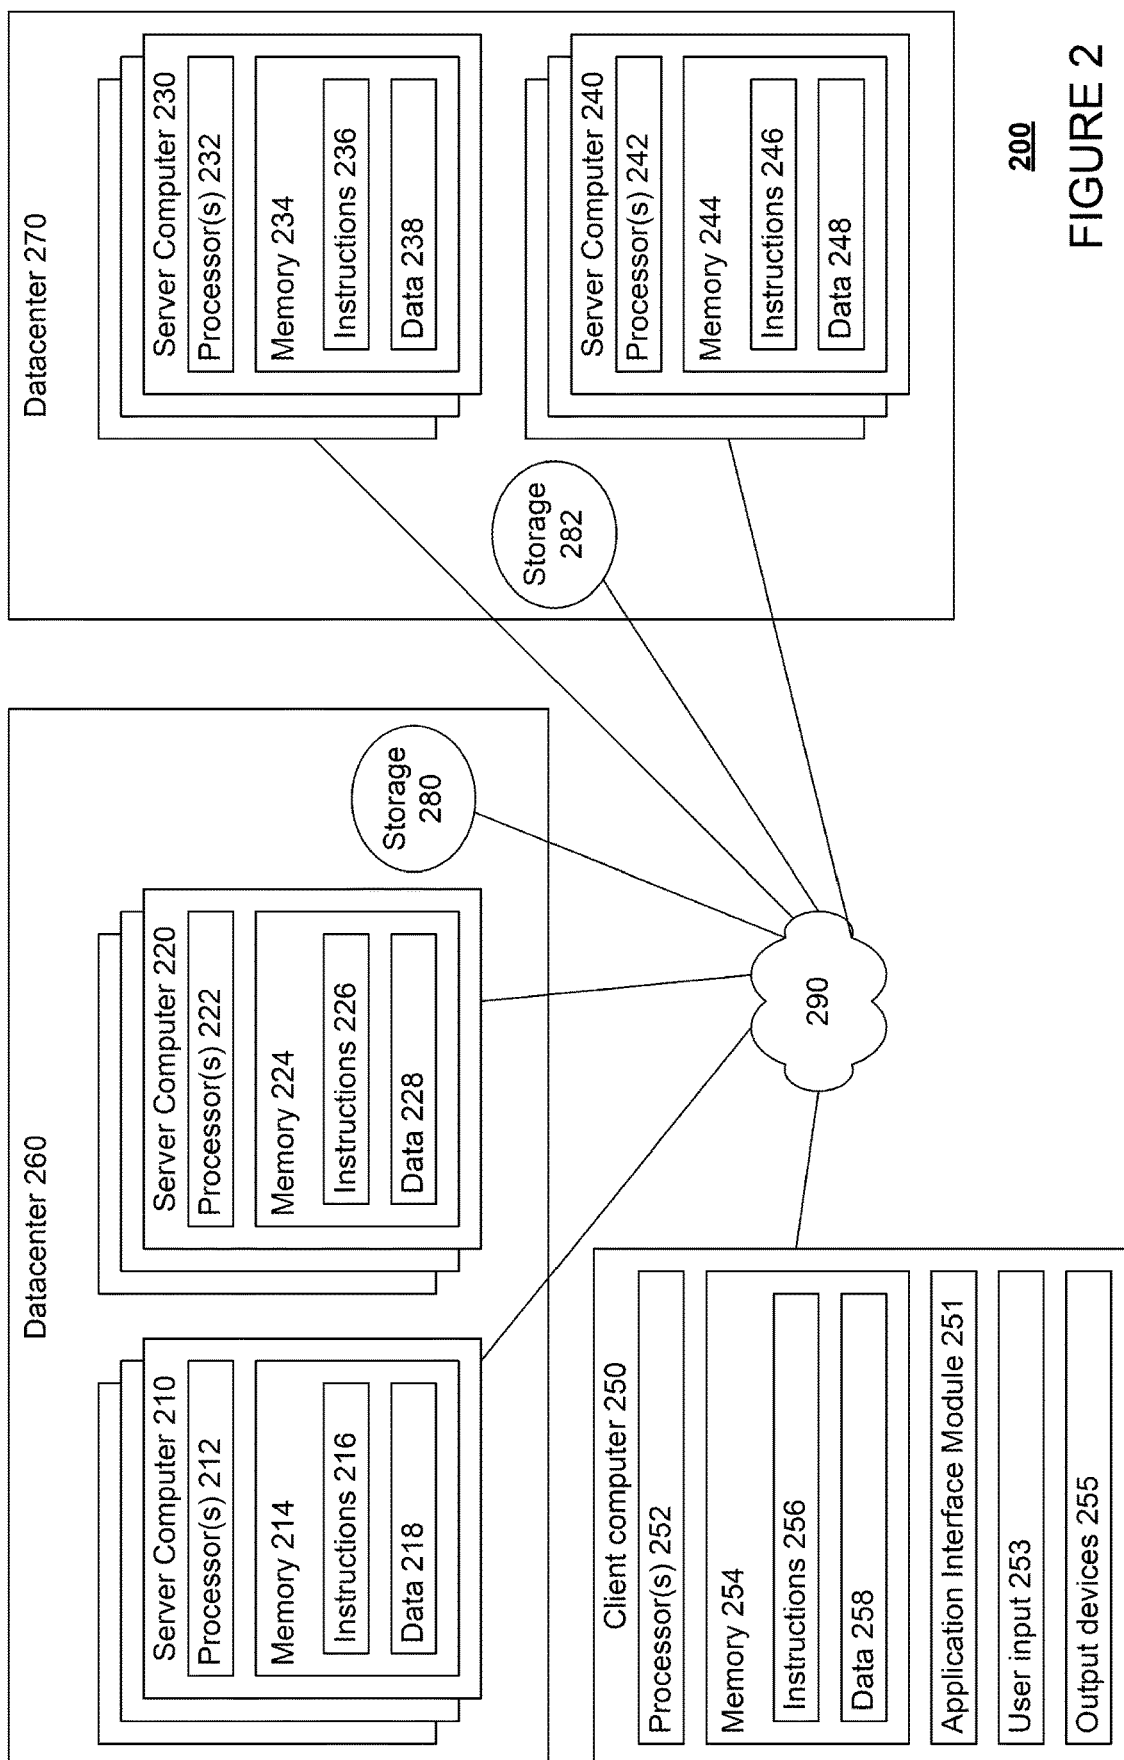 Datacenter 260
Server Computer 210
Processor(s) 212
Memory 214
Instructions 216
Data 218
Server Computer 220
Processor(s) 222
Memory 224
Instructions 226
Data 228
Storage
280
Datacenter 270
Server Computer 230
Processor(s) 232
Memory 234
Instructions 236
Data 238
Storage
282
Server Computer 240
Processor(s) 242
Memory 244
Instructions 246
Data 248
290
Client computer 250
Processor(s) 252
Memory 254
Instructions 256
Data 258
Application Interface Module 251
User input 253
Output devices 255
200
FIGURE 2